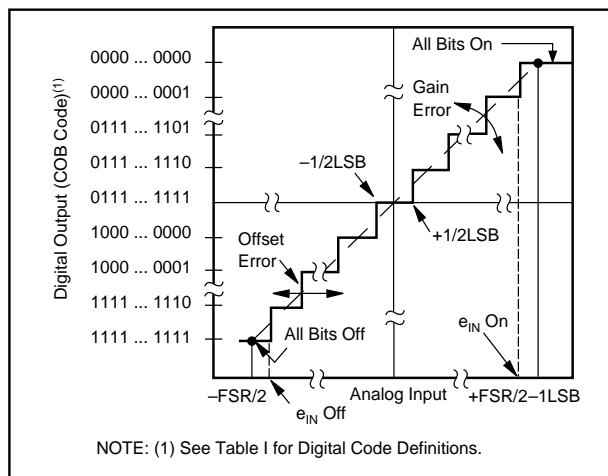 Digital Output (COB Code)(1)
0000 ... 0000
0000 ... 0001
0111 ... 1101
0111 ... 1110
0111 ... 1111
1000 ... 0000
1000 ... 0001
1111 ... 1110
1111 ... 1111
All Bits On
Gain
Error
–1/2LSB
+1/2LSB
Offset
Error
All Bits Off
eIN On
–FSR/2
eIN Off
Analog Input
+FSR/2–1LSB
NOTE: (1) See Table I for Digital Code Definitions.